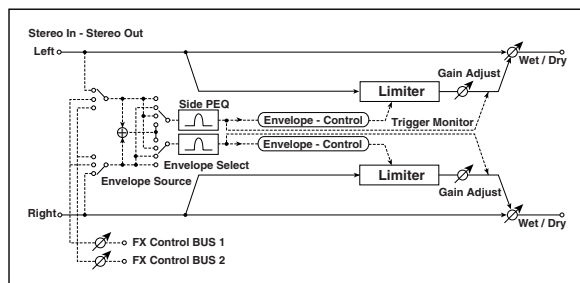 Stereo In - Stereo Out
Left
Wet / Dry
Gain Adjust
Limiter
Side PEQ
Envelope - Control
Trigger Monitor
Envelope - Control
Envelope Select
Envelope Source
Limiter
Gain Adjust
Right
Wet / Dry
FX Control BUS 1
FX Control BUS 2